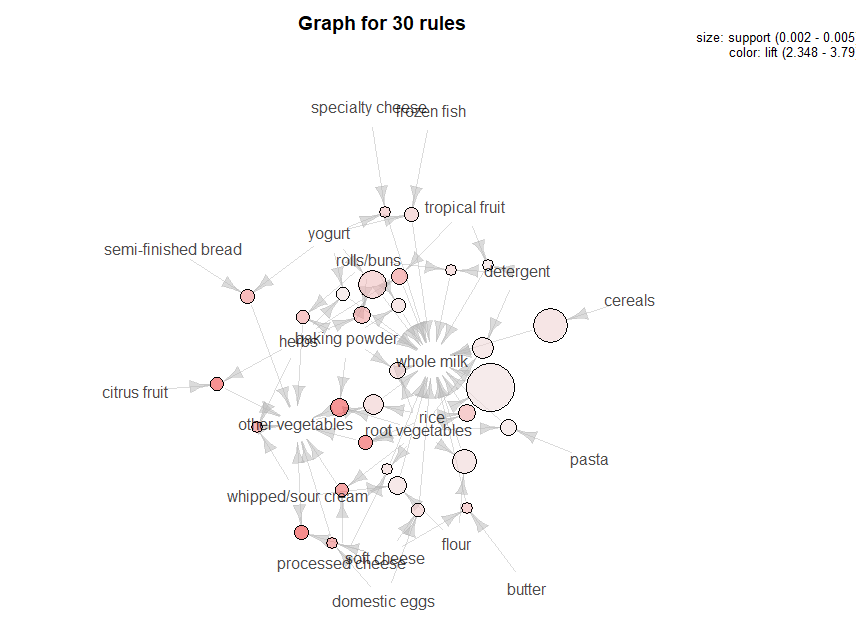 Graph for 30 rules
size: support (0.002 - 0.005
color: lift (2.348 - 3.79
specialty cheese
frozen fish
tropical fruit
yogurt
semi-finished bread
rolls/buns
detergent
cereals
herbs
baking powder
whole milk
citrus fruit
rice
other vegetables
root vegetables
pasta
whipped/sour cream
flour
soft cheese
processed cheese
butter
domestic eggs